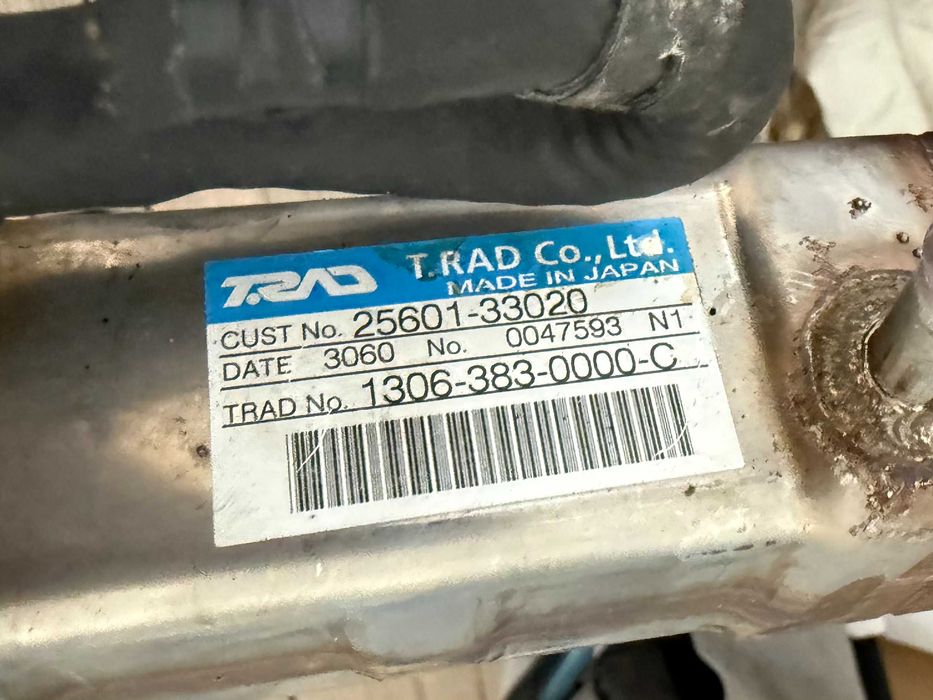 T.RAD T.RAD Co., Ltd.
MADE IN JAPAN
CUST No. 25601-33020
DATE 3060 No. 0047593 N1
TRAD No. 1306-383-0000-C